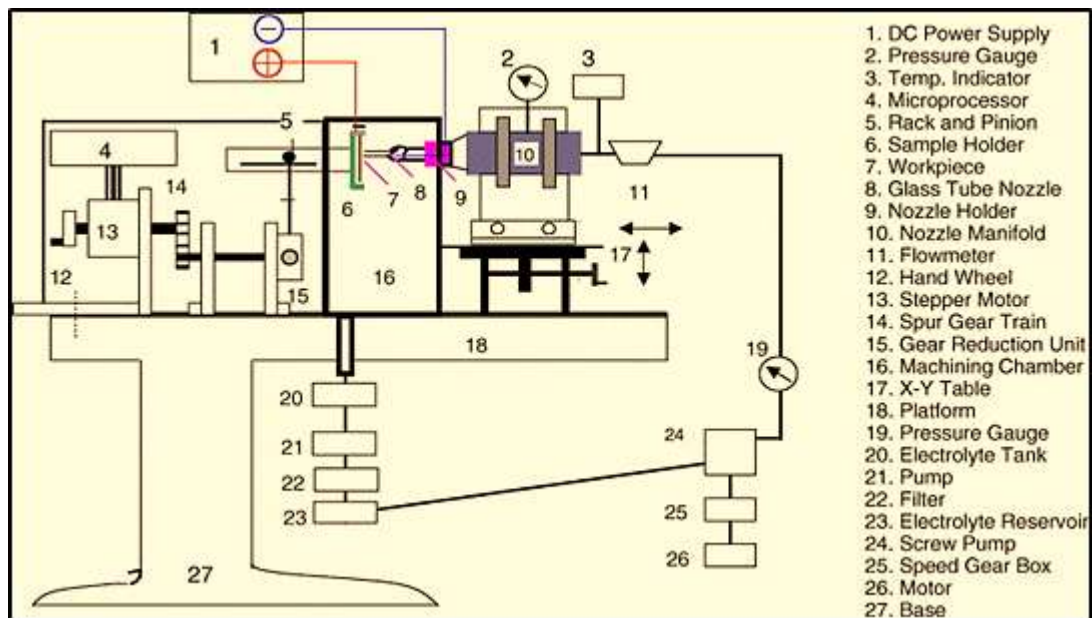 1
2
3
4
5
6
7
8
9
10
11
12
13
14
15
16
17
18
19
20
21
22
23
24
25
26
27
1. DC Power Supply
2. Pressure Gauge
3. Temp. Indicator
4. Microprocessor
5. Rack and Pinion
6. Sample Holder
7. Workpiece
8. Glass Tube Nozzle
9. Nozzle Holder
10. Nozzle Manifold
11. Flowmeter
12. Hand Wheel
13. Stepper Motor
14. Spur Gear Train
15. Gear Reduction Unit
16. Machining Chamber
17. X-Y Table
18. Platform
19. Pressure Gauge
20. Electrolyte Tank
21. Pump
22. Filter
23. Electrolyte Reservoir
24. Screw Pump
25. Speed Gear Box
26. Motor
27. Base